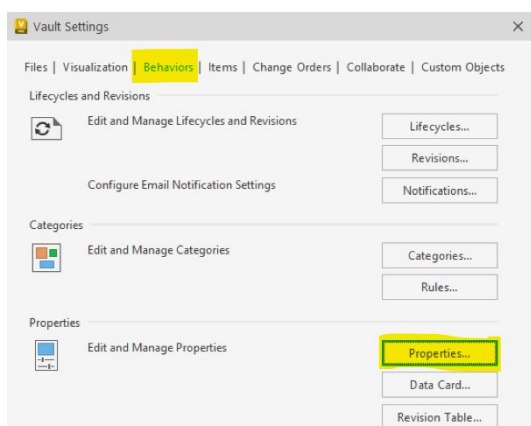 Vault Settings
Files | Visualization | Behaviors | Items | Change Orders | Collaborate | Custom Objects
Lifecycles and Revisions
Edit and Manage Lifecycles and Revisions
Lifecycles...
Revisions...
Configure Email Notification Settings
Notifications...
Categories
Edit and Manage Categories
Categories...
Rules...
Properties
Edit and Manage Properties
Properties...
Data Card...
Revision Table...